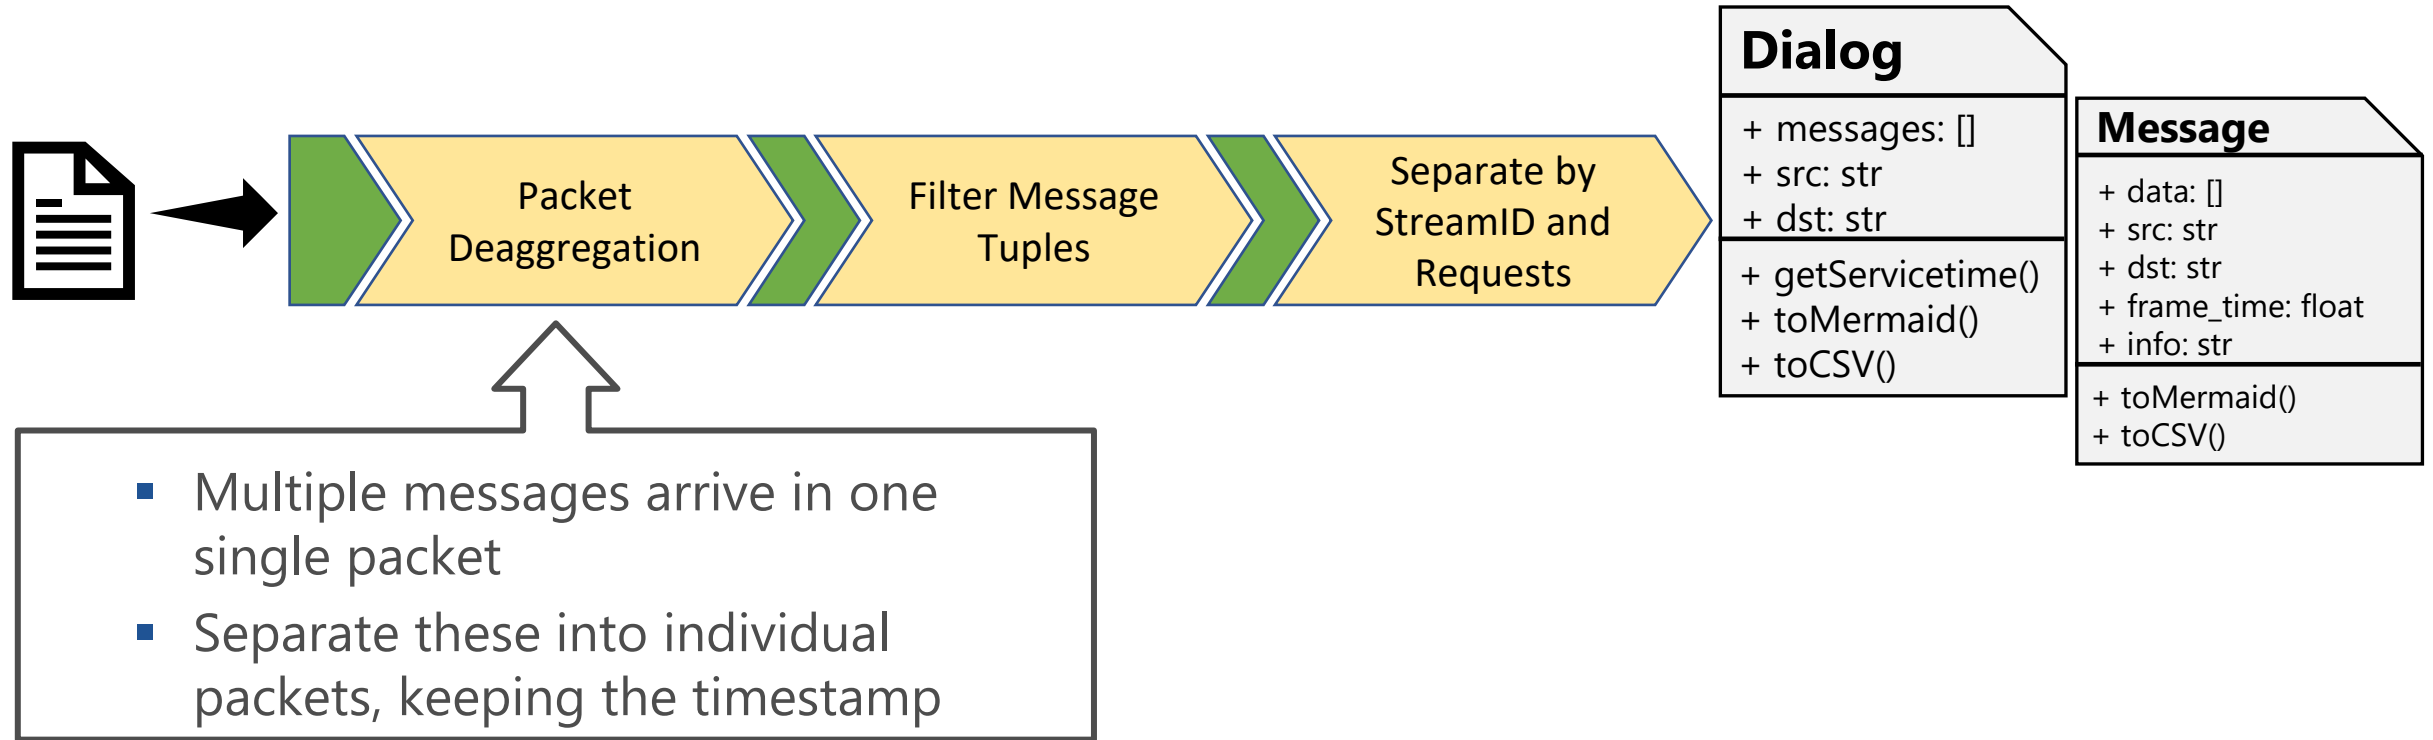 Packet
Deaggregation
Filter Message
Tuples
Separate by
StreamID and
Requests
Dialog
+ messages: []
+ src: str
+ dst: str
+ getServicetime()
+ toMermaid()
+ toCSV()
Message
+ data: []
+ src: str
+ dst: str
+ frame_time: float
+ info: str
+ toMermaid()
+ toCSV()
▪ Multiple messages arrive in one
single packet
▪ Separate these into individual
packets, keeping the timestamp